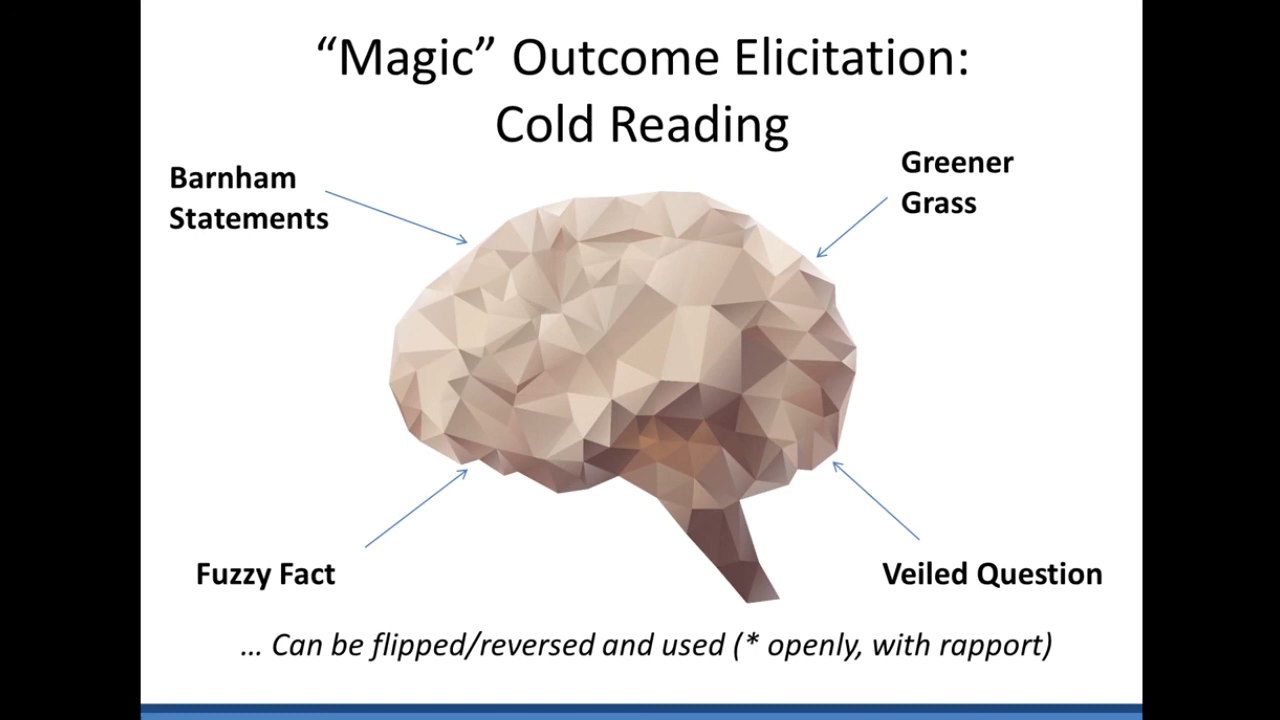 “Magic” Outcome Elicitation:
Cold Reading
Barnham
Statements
Greener
Grass
Fuzzy Fact
Veiled Question
... Can be flipped/reversed and used (* openly, with rapport)